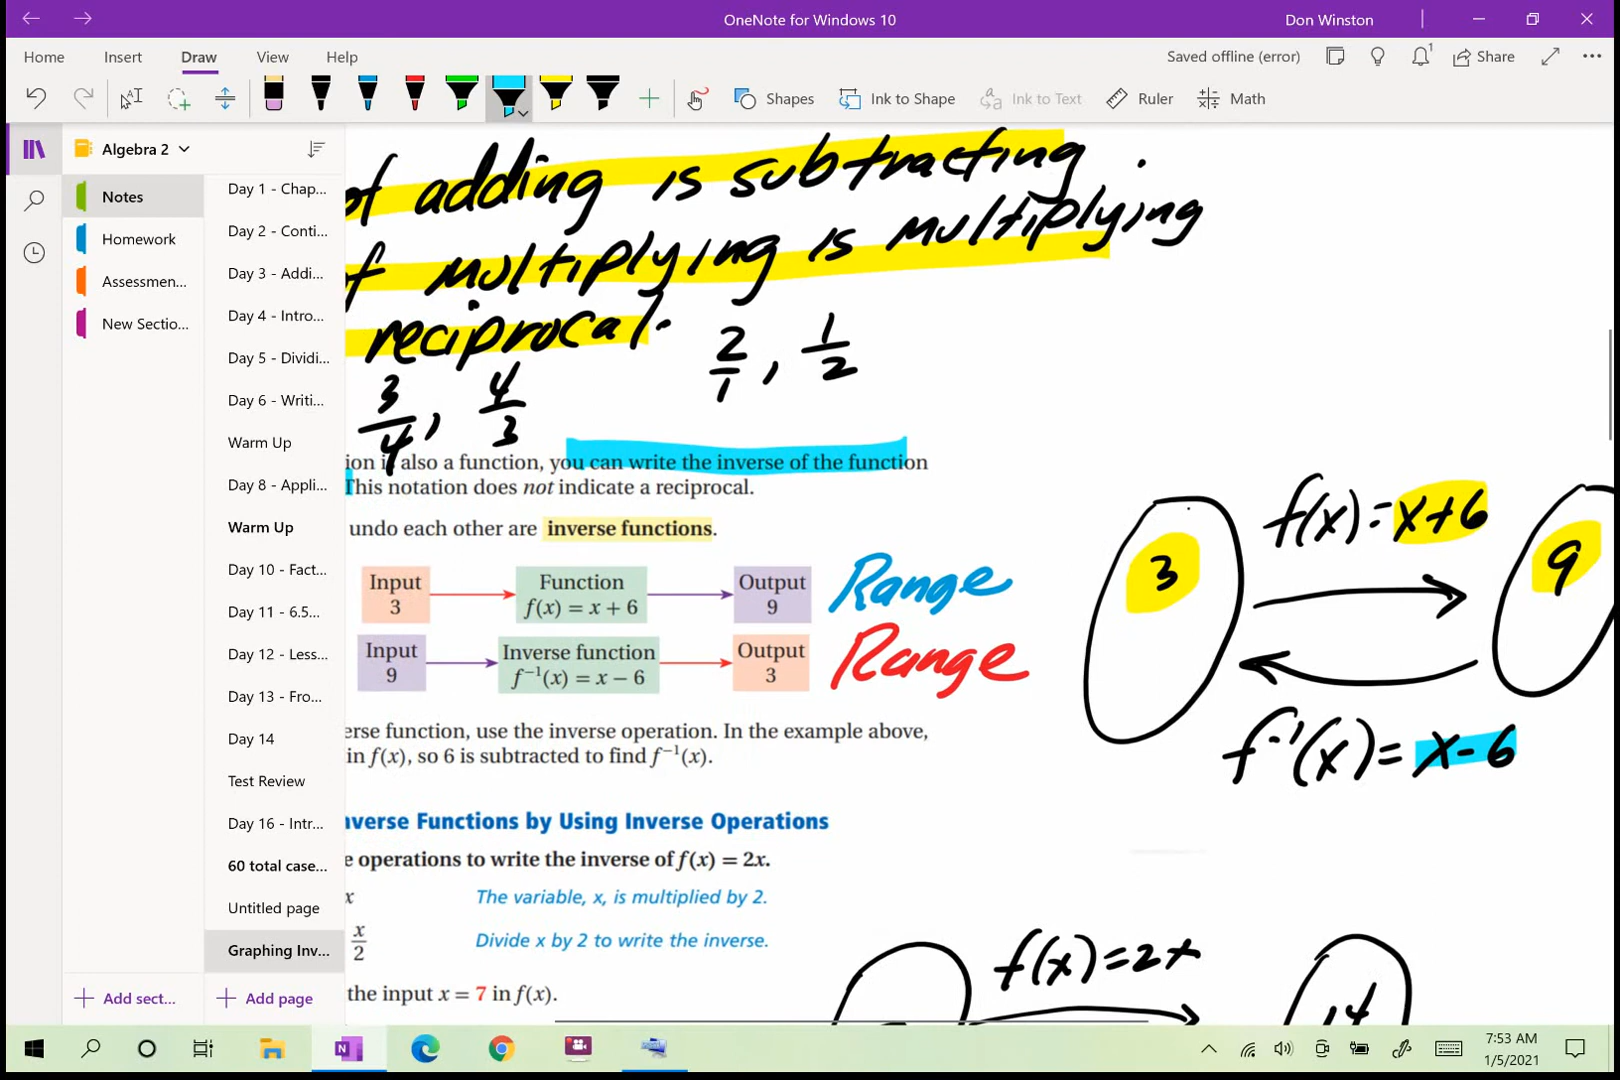 OneNote for Windows 10
Don Winston
Home Insert Draw View Help
Saved offline (error)
1
Share
Shapes
Ink to Shape
Ink to Text
Ruler
Math
Algebra 2
Notes
Homework
Assessmen...
New Sectio...
Day 1 - Chap...
Day 2 - Conti...
Day 3 - Addi...
Day 4 - Intro...
Day 5 - Dividi...
Day 6 - Writi...
Warm Up
Day 8 - Appli...
Warm Up
Day 10 - Fact...
Day 11 - 6.5...
Day 12 - Less...
Day 13 - Fro...
Day 14
Test Review
Day 16 - Intr...
60 total case...
Untitled page
Graphing Inv...
Add sect...
Add page
of adding is subtracting.
f multiplying is multiplying
reciprocal. 2/1, 1/2
3/4, 4/3
ion is also a function, you can write the inverse of the function
This notation does not indicate a reciprocal.
undo each other are inverse functions.
Input 3
Function f(x) = x + 6
Output 9
Range
Input 9
Inverse function f⁻¹(x) = x − 6
Output 3
Range
f(x)=x+6
3
9
f⁻¹(x)=x-6
erse function, use the inverse operation. In the example above,
in f(x), so 6 is subtracted to find f⁻¹(x).
nverse Functions by Using Inverse Operations
e operations to write the inverse of f(x) = 2x.
x The variable, x, is multiplied by 2.
x/2 Divide x by 2 to write the inverse.
the input x = 7 in f(x).
f(x)=2x
14
7:53 AM
1/5/2021